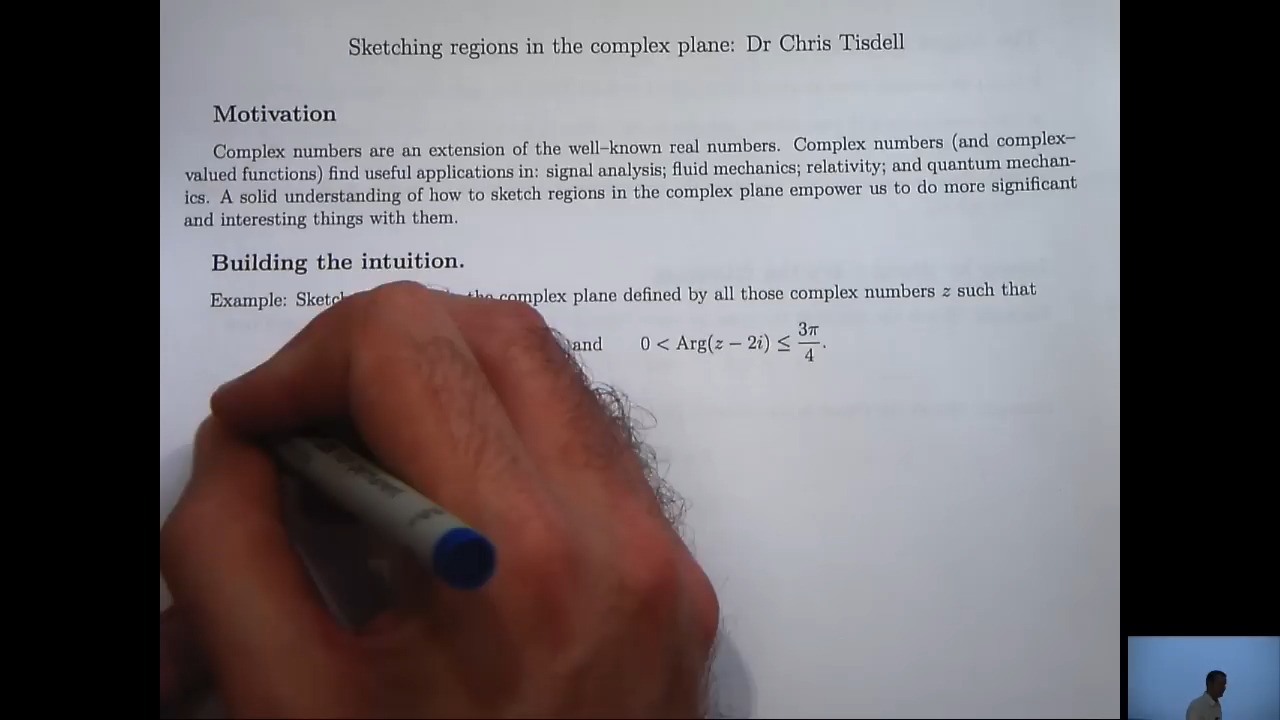 Sketching regions in the complex plane: Dr Chris Tisdell
Motivation
Complex numbers are an extension of the well–known real numbers. Complex numbers (and complex–
valued functions) find useful applications in: signal analysis; fluid mechanics; relativity; and quantum mechan-
ics. A solid understanding of how to sketch regions in the complex plane empower us to do more significant
and interesting things with them.
Building the intuition.
Example: complex plane defined by all those complex numbers z such that
and 0 < Arg(z − 2i) ≤ 3π/4.